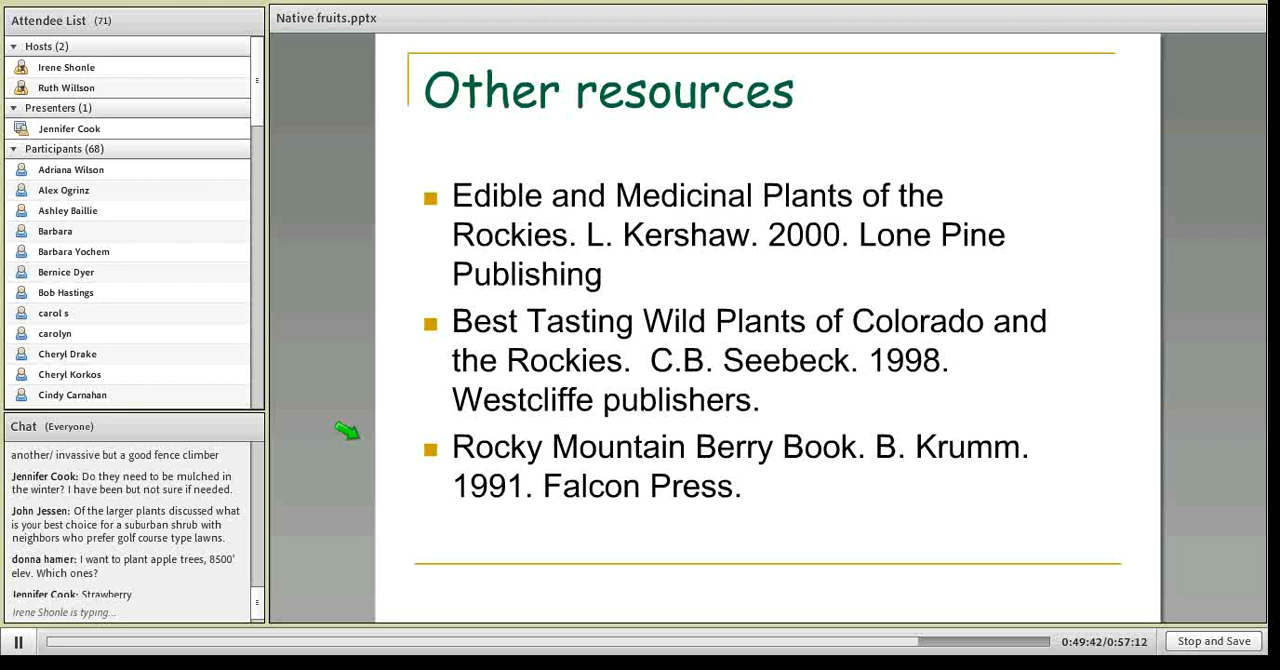 Attendee List (71)
Hosts (2)
Irene Shonle
Ruth Willson
Presenters (1)
Jennifer Cook
Participants (68)
Adriana Wilson
Alex Ogrinz
Ashley Baillie
Barbara
Barbara Yochem
Bernice Dyer
Bob Hastings
carol s
carolyn
Cheryl Drake
Cheryl Korkos
Cindy Carnahan
Chat (Everyone)
another/ invassive but a good fence climber
Jennifer Cook: Do they need to be mulched in
the winter? I have been but not sure if needed.
John Jessen: Of the larger plants discussed what
is your best choice for a suburban shrub with
neighbors who prefer golf course type lawns.
donna hamer: I want to plant apple trees, 8500'
elev. Which ones?
Jennifer Cook: Strawberry
Irene Shonle is typing...
Native fruits.pptx
Other resources
Edible and Medicinal Plants of the
Rockies. L. Kershaw. 2000. Lone Pine
Publishing
Best Tasting Wild Plants of Colorado and
the Rockies. C.B. Seebeck. 1998.
Westcliffe publishers.
Rocky Mountain Berry Book. B. Krumm.
1991. Falcon Press.
0:49:42/0:57:12
Stop and Save